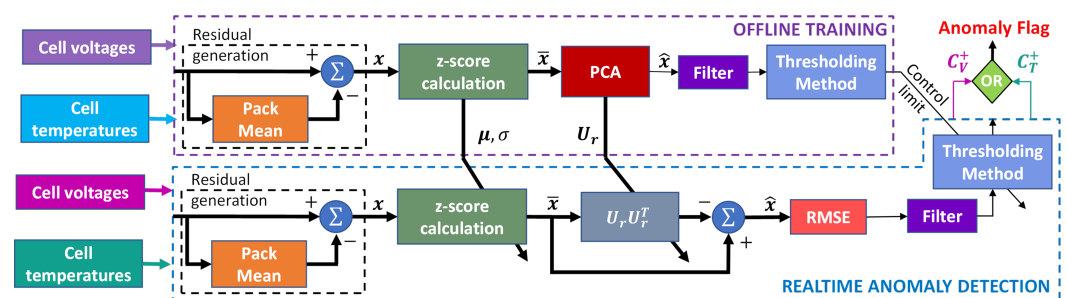 OFFLINE TRAINING
Anomaly Flag
Cell voltages
Residual
generation
+
Σ
−
x
z-score
calculation
x̄
PCA
x̂
Filter
Thresholding
Method
Control
limit
C_V^+
OR
C_T^+
Cell
temperatures
Pack
Mean
μ, σ
U_r
Cell voltages
Residual
generation
+
Σ
−
x
z-score
calculation
x̄
U_r U_r^T
−
Σ
+
x̂
RMSE
Filter
Thresholding
Method
Cell
temperatures
Pack
Mean
REALTIME ANOMALY DETECTION